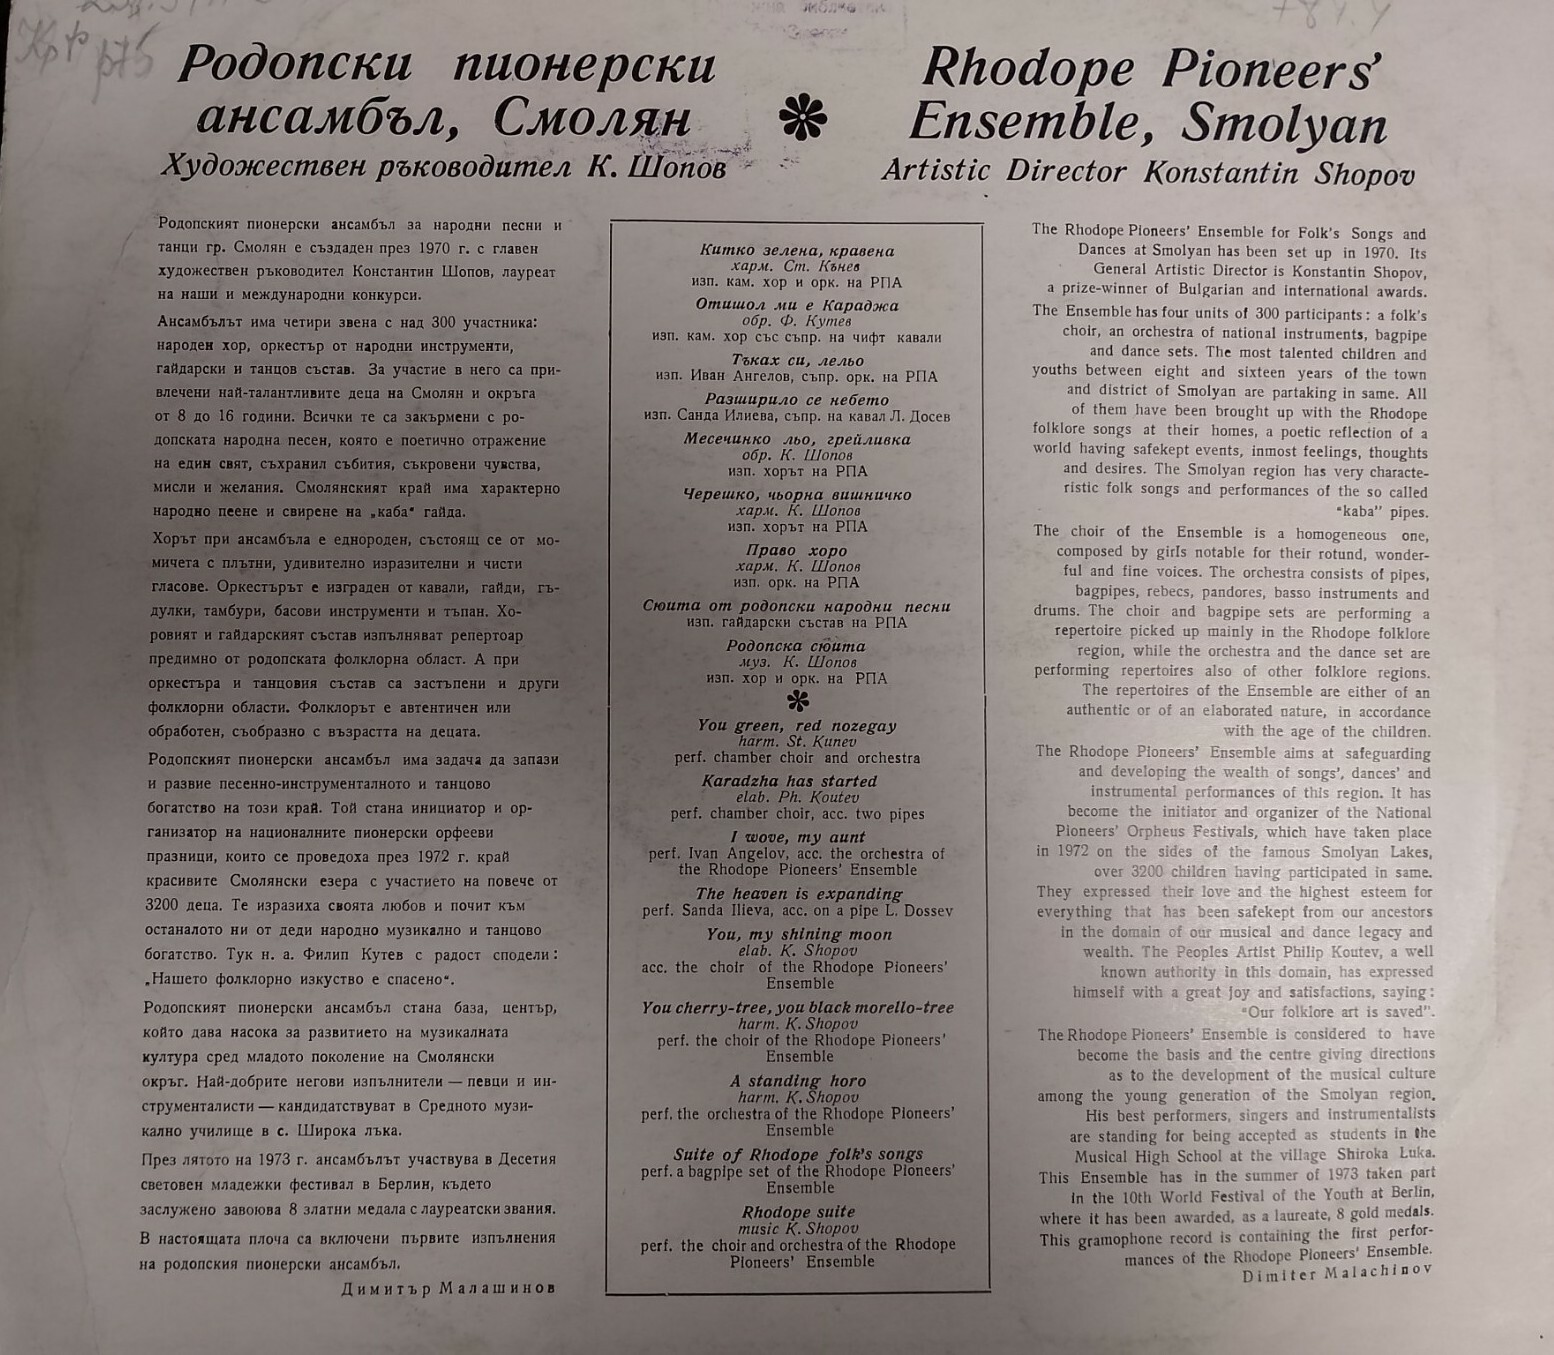 Родопски пионерски
ансамбъл, Смолян
Художествен ръководител К. Шопов
Rhodope Pioneers'
Ensemble, Smolyan
Artistic Director Konstantin Shopov
Родопският пионерски ансамбъл за народни песни и
танци гр. Смолян е създаден през 1970 г. с главен
художествен ръководител Константин Шопов, лауреат
на наши и международни конкурси.
Ансамбълът има четири звена с над 300 участника:
народен хор, оркестър от народни инструменти,
гайдарски и танцов състав. За участие в него са при-
влечени най-талантливите деца на Смолян и окръга
от 8 до 16 години. Всички те са закърмени с ро-
допската народна песен, която е поетично отражение
на един свят, съхранил събития, съкровени чувства,
мисли и желания. Смолянският край има характерно
народно пеене и свирене на „каба“ гайда.
Хорът при ансамбъла е еднороден, състоящ се от мо-
мичета с плътни, удивително изразителни и чисти
гласове. Оркестърът е изграден от кавали, гайди, гъ-
дулки, тамбури, басови инструменти и тъпан. Хо-
ровият и гайдарският състав изпълняват репертоар
предимно от родопската фолклорна област. А при
оркестъра и танцовия състав са застъпени и други
фолклорни области. Фолклорът е автентичен или
обработен, съобразно с възрастта на децата.
Родопският пионерски ансамбъл има задача да запази
и развие песенно-инструменталното и танцово
богатство на този край. Той стана инициатор и ор-
ганизатор на националните пионерски орфееви
празници, които се проведоха през 1972 г. край
красивите Смолянски езера с участието на повече от
3200 деца. Те изразиха своята любов и почит към
останалото ни от деди народно музикално и танцово
богатство. Тук н. а. Филип Кутев с радост сподели:
„Нашето фолклорно изкуство е спасено“.
Родопският пионерски ансамбъл стана база, център,
който дава насока за развитието на музикалната
култура сред младото поколение на Смолянски
окръг. Най-добрите негови изпълнители — певци и ин-
струменталисти — кандидатствуват в Средното музи-
кално училище в с. Широка лъка.
През лятото на 1973 г. ансамбълът участвува в Десетия
световен младежки фестивал в Берлин, където
заслужено завоюва 8 златни медала с лауреатски звания.
В настоящата плоча са включени първите изпълнения
на родопския пионерски ансамбъл.
Димитър Малашинов
Китко зелена, кравена
харм. Ст. Кънев
изп. кам. хор и орк. на РПА
Отишол ми е Караджа
обр. Ф. Кутев
изп. кам. хор със съпр. на чифт кавали
Тъках си, лельо
изп. Иван Ангелов, съпр. орк. на РПА
Разширило се небето
изп. Санда Илиева, съпр. на кавал Л. Досев
Месечинко льо, грейливка
обр. К. Шопов
изп. хорът на РПА
Черешко, чьорна вишничко
харм. К. Шопов
изп. хорът на РПА
Право хоро
харм. К. Шопов
изп. орк. на РПА
Сюита от родопски народни песни
изп. гайдарски състав на РПА
Родопска сюита
муз. К. Шопов
изп. хор и орк. на РПА
You green, red nozegay
harm. St. Kunev
perf. chamber choir and orchestra
Karadzha has started
elab. Ph. Koutev
perf. chamber choir, acc. two pipes
I wove, my aunt
perf. Ivan Angelov, acc. the orchestra of
the Rhodope Pioneers' Ensemble
The heaven is expanding
perf. Sanda Ilieva, acc. on a pipe L. Dossev
You, my shining moon
elab. K. Shopov
acc. the choir of the Rhodope Pioneers'
Ensemble
You cherry-tree, you black morello-tree
harm. K. Shopov
perf. the choir of the Rhodope Pioneers'
Ensemble
A standing horo
harm. K. Shopov
perf. the orchestra of the Rhodope Pioneers'
Ensemble
Suite of Rhodope folk's songs
perf. a bagpipe set of the Rhodope Pioneers'
Ensemble
Rhodope suite
music K. Shopov
perf. the choir and orchestra of the Rhodope
Pioneers' Ensemble
The Rhodope Pioneers' Ensemble for Folk's Songs and
Dances at Smolyan has been set up in 1970. Its
General Artistic Director is Konstantin Shopov,
a prize-winner of Bulgarian and international awards.
The Ensemble has four units of 300 participants: a folk's
choir, an orchestra of national instruments, bagpipe
and dance sets. The most talented children and
youths between eight and sixteen years of the town
and district of Smolyan are partaking in same. All
of them have been brought up with the Rhodope
folklore songs at their homes, a poetic reflection of a
world having safekept events, inmost feelings, thoughts
and desires. The Smolyan region has very characte-
ristic folk songs and performances of the so called
“kaba” pipes.
The choir of the Ensemble is a homogeneous one,
composed by girls notable for their rotund, wonder-
ful and fine voices. The orchestra consists of pipes,
bagpipes, rebecs, pandores, basso instruments and
drums. The choir and bagpipe sets are performing a
repertoire picked up mainly in the Rhodope folklore
region, while the orchestra and the dance set are
performing repertoires also of other folklore regions.
The repertoires of the Ensemble are either of an
authentic or of an elaborated nature, in accordance
with the age of the children.
The Rhodope Pioneers' Ensemble aims at safeguarding
and developing the wealth of songs', dances' and
instrumental performances of this region. It has
become the initiator and organizer of the National
Pioneers' Orpheus Festivals, which have taken place
in 1972 on the sides of the famous Smolyan Lakes,
over 3200 children having participated in same.
They expressed their love and the highest esteem for
everything that has been safekept from our ancestors
in the domain of our musical and dance legacy and
wealth. The Peoples Artist Philip Koutev, a well
known authority in this domain, has expressed
himself with a great joy and satisfactions, saying:
“Our folklore art is saved”.
The Rhodope Pioneers' Ensemble is considered to have
become the basis and the centre giving directions
as to the development of the musical culture
among the young generation of the Smolyan region.
His best performers, singers and instrumentalists
are standing for being accepted as students in the
Musical High School at the village Shiroka Luka.
This Ensemble has in the summer of 1973 taken part
in the 10th World Festival of the Youth at Berlin,
where it has been awarded, as a laureate, 8 gold medals.
This gramophone record is containing the first perfor-
mances of the Rhodope Pioneers' Ensemble.
Dimiter Malachinov